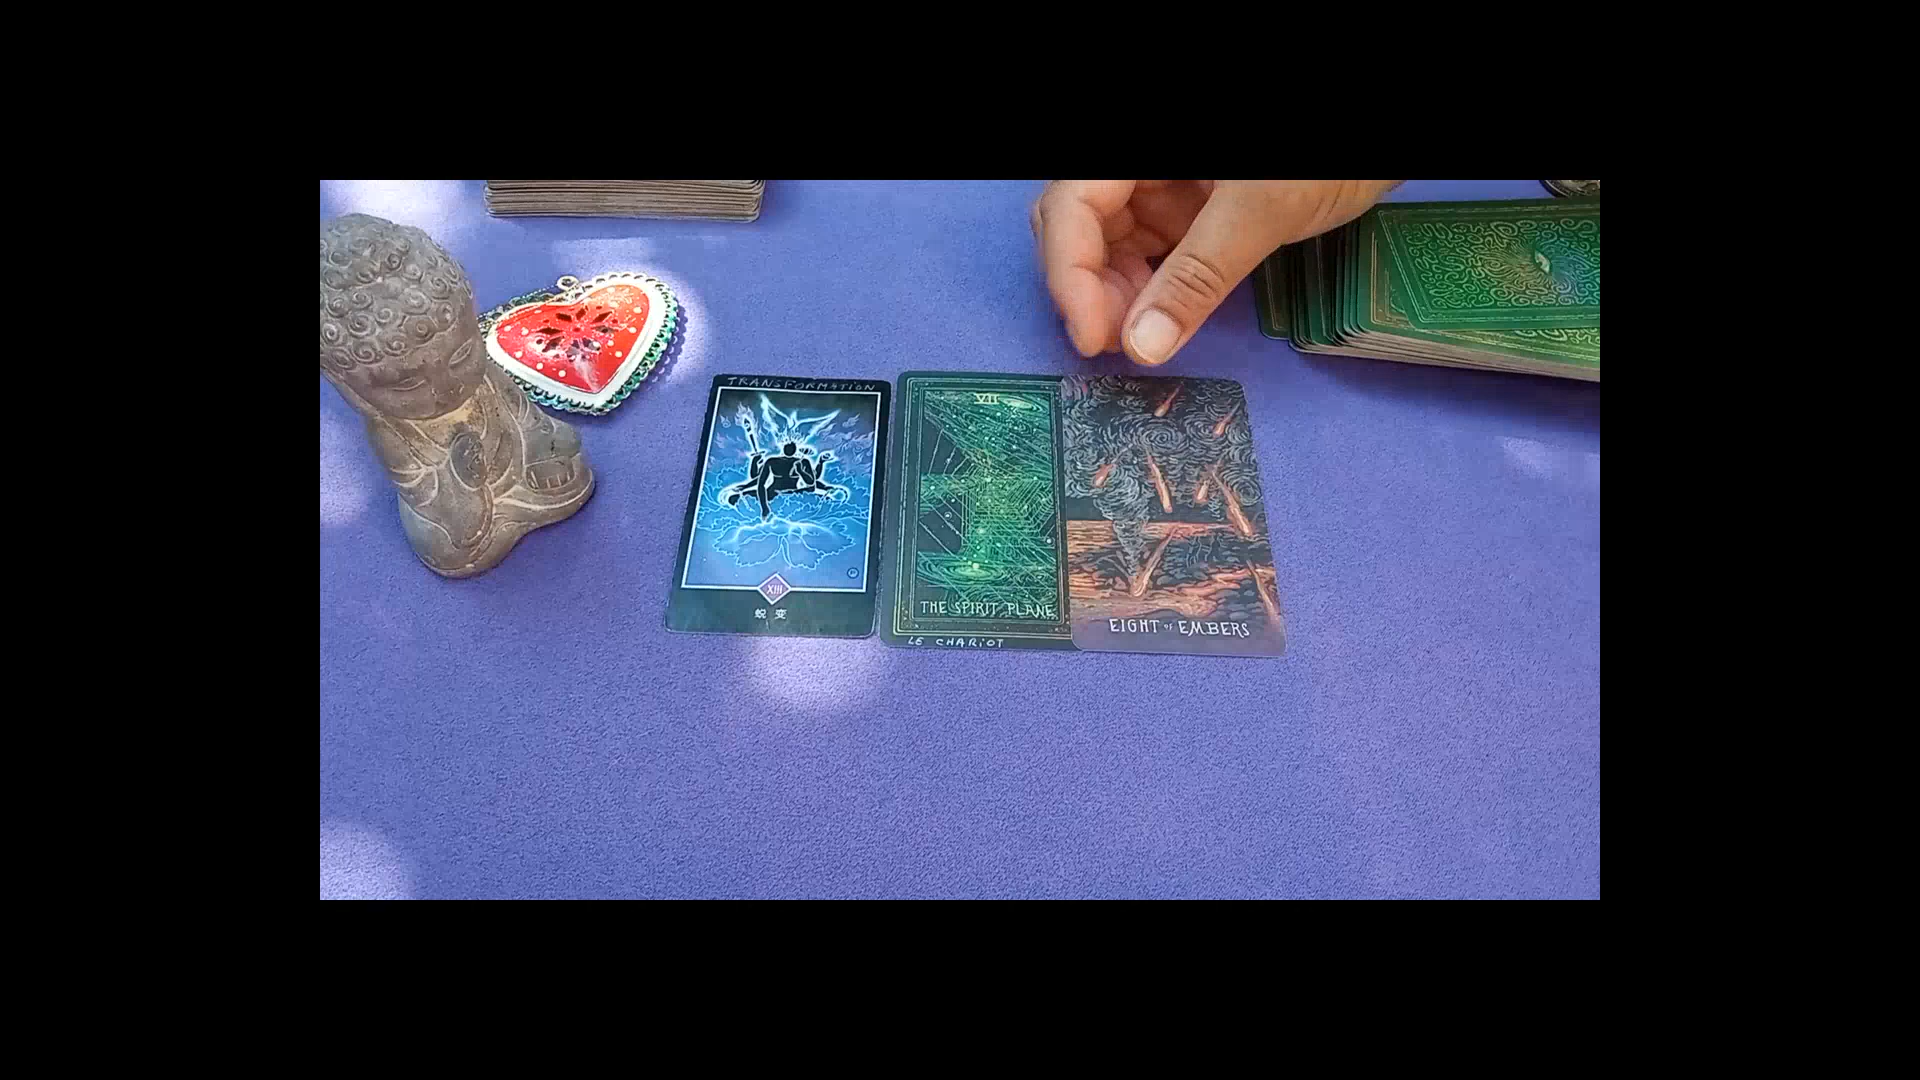 TRANSFORMATION
XIII
蜕变
VII
THE SPIRIT PLANE
LE CHARIOT
EIGHT OF EMBERS